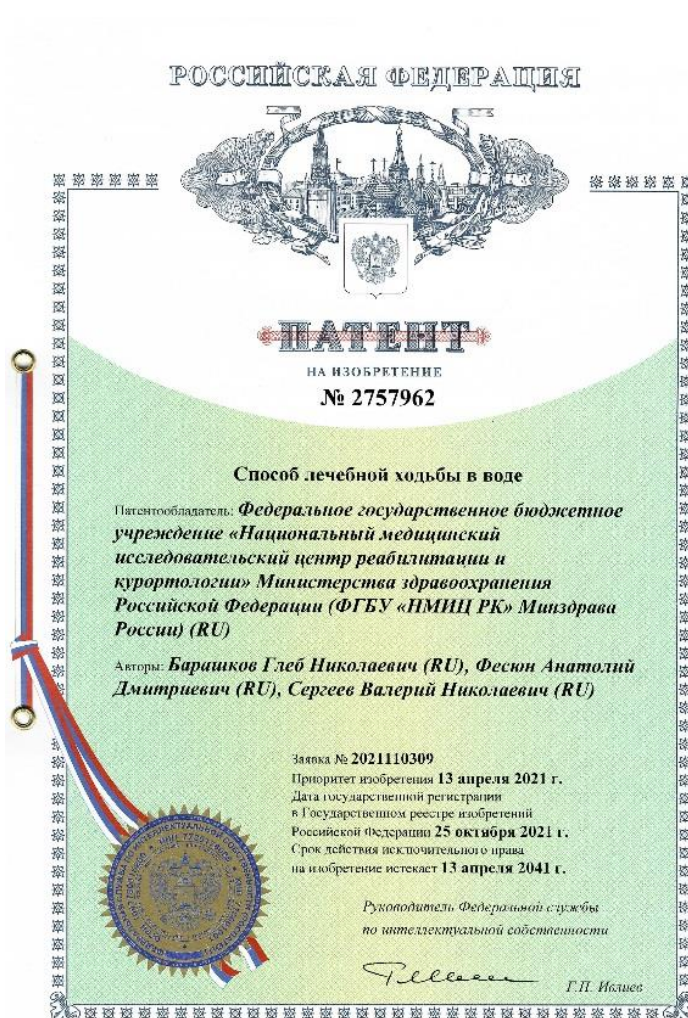 РОССИЙСКАЯ ФЕДЕРАЦИЯ
ПАТЕНТ
НА ИЗОБРЕТЕНИЕ
№ 2757962
Способ лечебной ходьбы в воде
Патентообладатель: Федеральное государственное бюджетное
учреждение «Национальный медицинский
исследовательский центр реабилитации и
курортологии» Министерства здравоохранения
Российской Федерации (ФГБУ «НМИЦ РК» Минздрава
России) (RU)
Авторы: Барашков Глеб Николаевич (RU), Фесюн Анатолий
Дмитриевич (RU), Сергеев Валерий Николаевич (RU)
Заявка № 2021110309
Приоритет изобретения 13 апреля 2021 г.
Дата государственной регистрации
в Государственном реестре изобретений
Российской Федерации 25 октября 2021 г.
Срок действия исключительного права
на изобретение истекает 13 апреля 2041 г.
Руководитель Федеральной службы
по интеллектуальной собственности
Г.П. Ивлиев